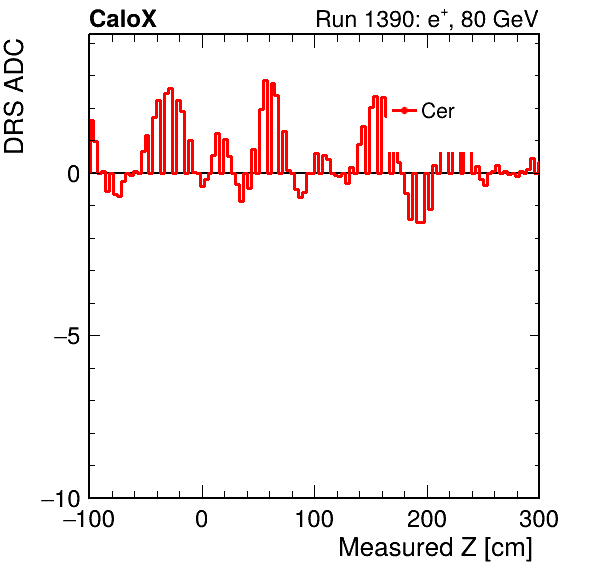 CaloX Run 1390: e⁺, 80 GeV
DRS ADC
Cer
0
−5
−10
−100 0 100 200 300
Measured Z [cm]